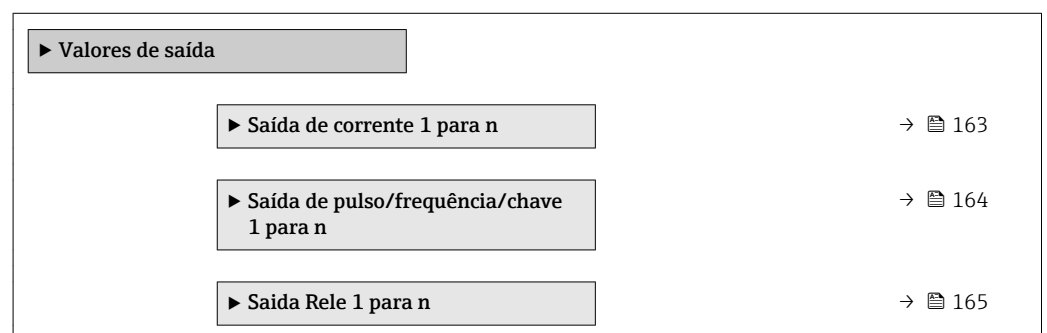 ▶ Valores de saída
▶ Saída de corrente 1 para n → 163
▶ Saída de pulso/frequência/chave → 164
1 para n
▶ Saida Rele 1 para n → 165